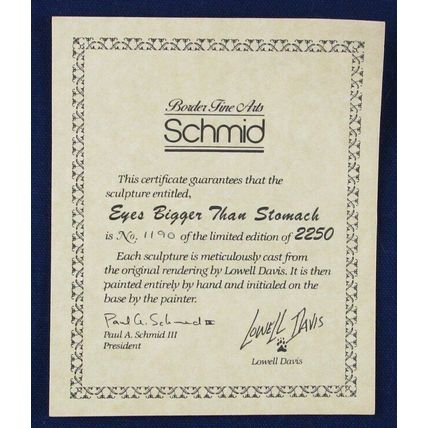 Border Fine Arts
Schmid
This certificate guarantees that the
sculpture entitled,
Eyes Bigger Than Stomach
is No. 1190 of the limited edition of 2250
Each sculpture is meticulously cast from
the original rendering by Lowell Davis. It is then
painted entirely by hand and initialed on the
base by the painter.
Paul A. Schmid III LOWELL DAVIS
Paul A. Schmid III
President
Lowell Davis